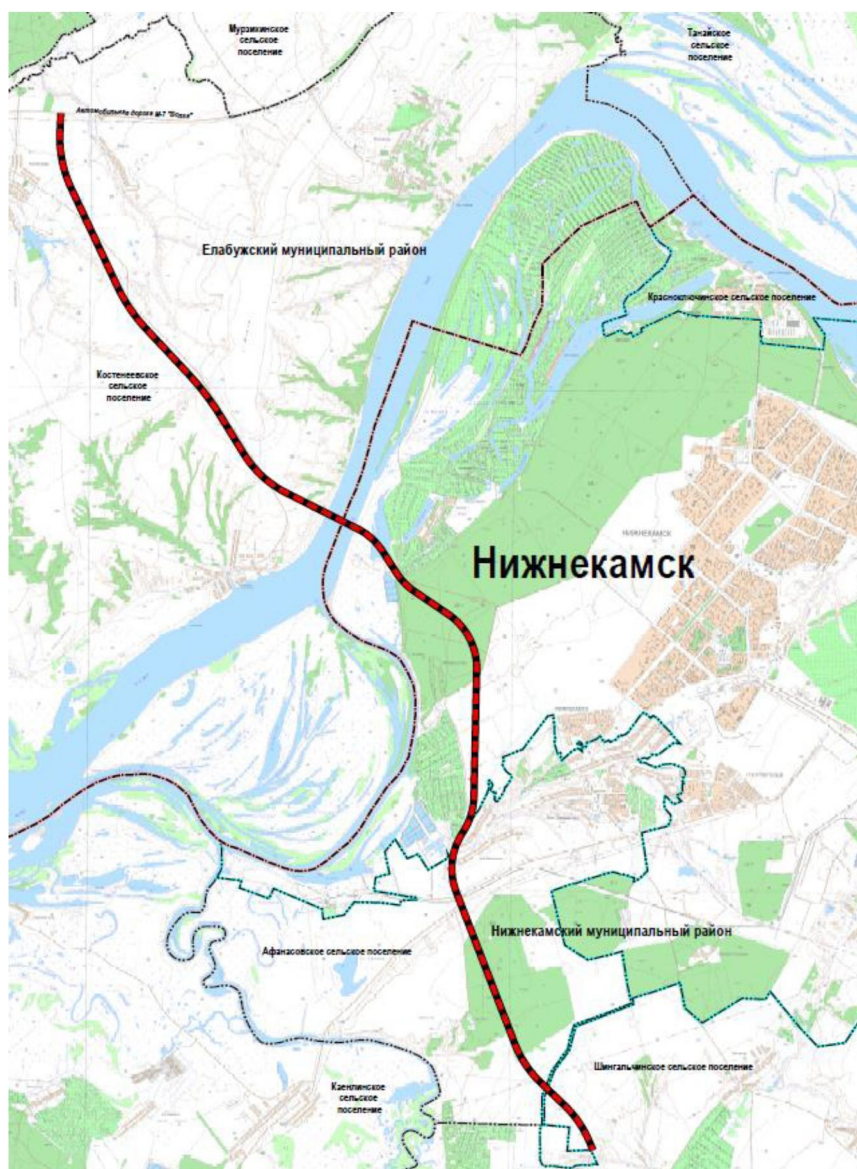 Мурзихинское
сельское
поселение
Танайское
сельское
поселение
Автомобильная дорога М-7 "Волга"
Елабужский муниципальный район
Красноключинское сельское поселение
Костенеевское
сельское
поселение
НИЖНЕКАМСК
Нижнекамск
Нижнекамский муниципальный район
Афанасовское сельское поселение
Шингальчинское сельское поселение
Каенлинское
сельское
поселение